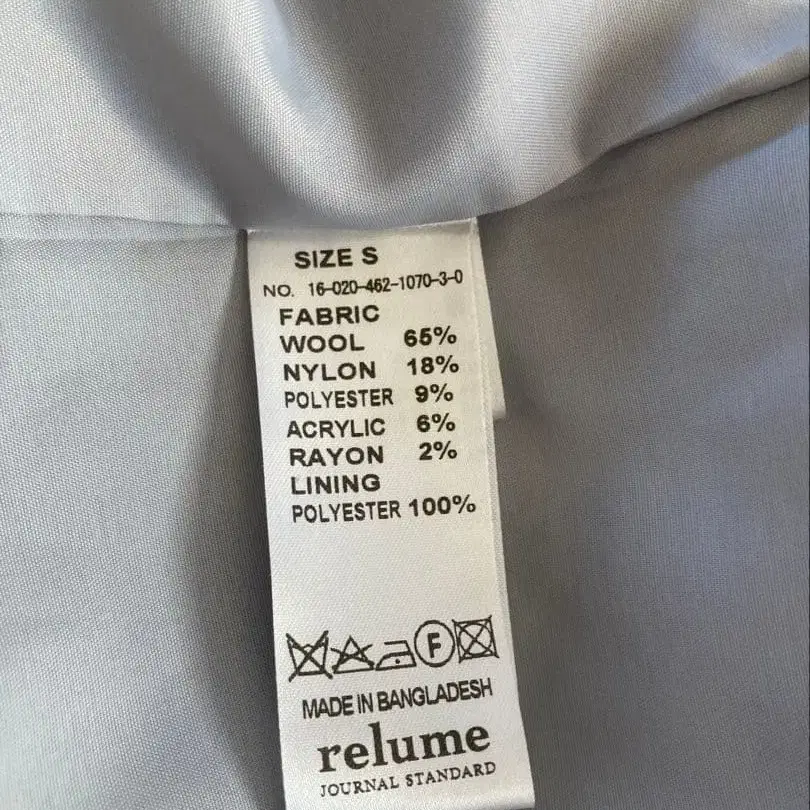 SIZE S
NO. 16-020-462-1070-3-0
FABRIC
WOOL 65%
NYLON 18%
POLYESTER 9%
ACRYLIC 6%
RAYON 2%
LINING
POLYESTER 100%
F
MADE IN BANGLADESH
relume
JOURNAL STANDARD